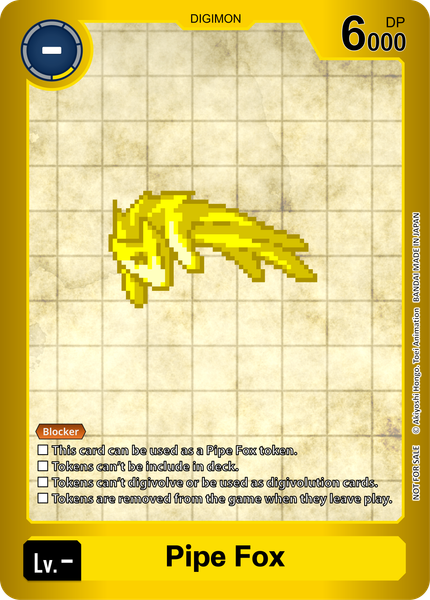 DIGIMON
-
DP
6000
Blocker
□ This card can be used as a Pipe Fox token.
□ Tokens can't be include in deck.
□ Tokens can't digivolve or be used as digivolution cards.
□ Tokens are removed from the game when they leave play.
NOT FOR SALE © Akiyoshi Hongo, Toei Animation BANDAI MADE IN JAPAN
Lv.-
Pipe Fox